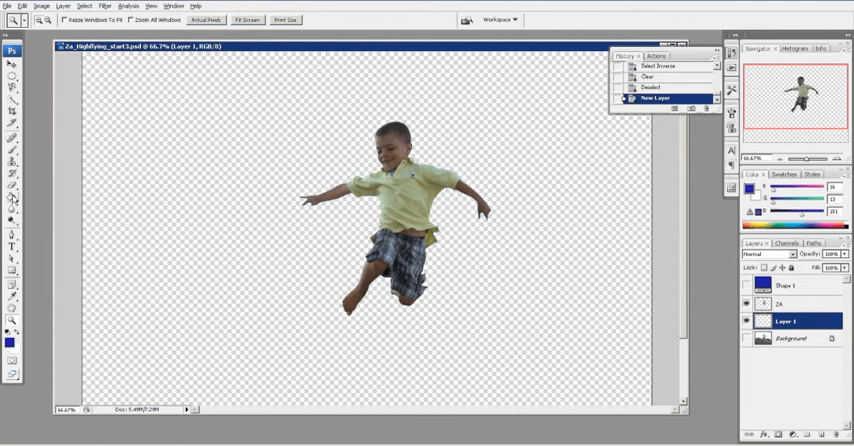 File Edit Image Layer Select Filter Analysis View Window Help
Resize Windows To Fit Zoom All Windows Actual Pixels Fit Screen Print Size Workspace
Ps
2a_Highflying_start3.psd @ 66.7% (Layer 1, RGB/8)
History Actions
Select Inverse
Clear
Deselect
New Layer
Navigator Histogram Info
66.67%
Color Swatches Styles
R 16
G 13
B 151
Layers Channels Paths
Normal Opacity: 100%
Lock: Fill: 100%
Shape 1
ZA
Layer 1
Background
T
66.67% Doc: 5.49M/7.29M